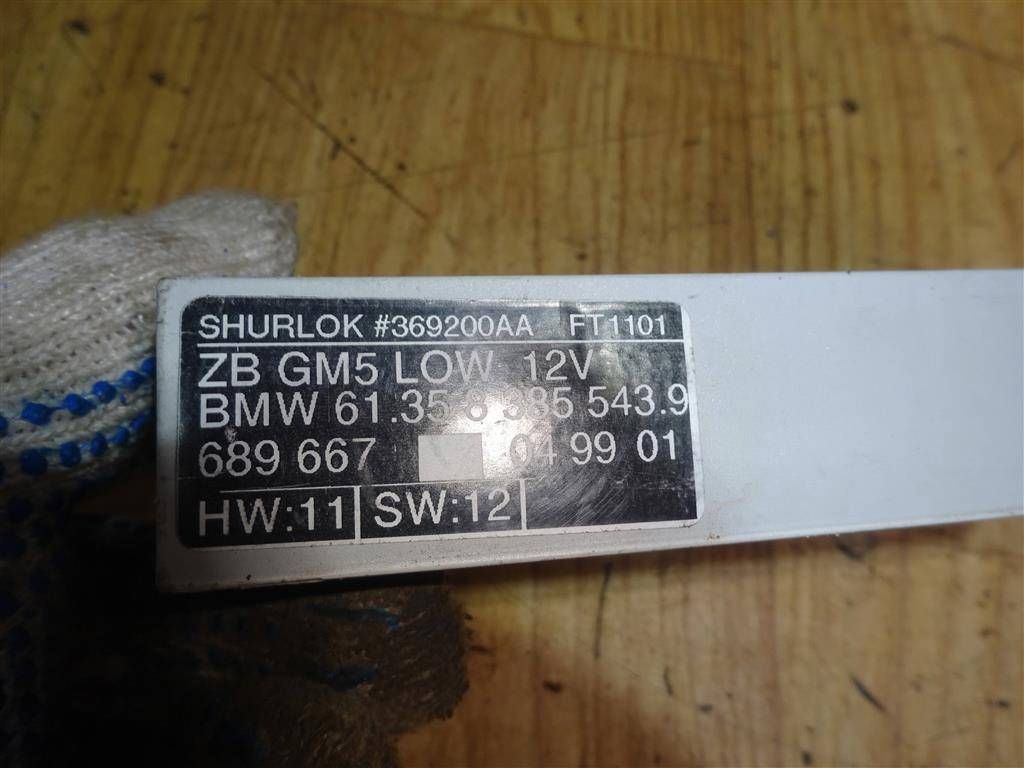 SHURLOK #369200AA FT1101
ZB GM5 LOW 12V
BMW 61.35 8 385 543.9
689 667 04 99 01
HW:11 SW:12